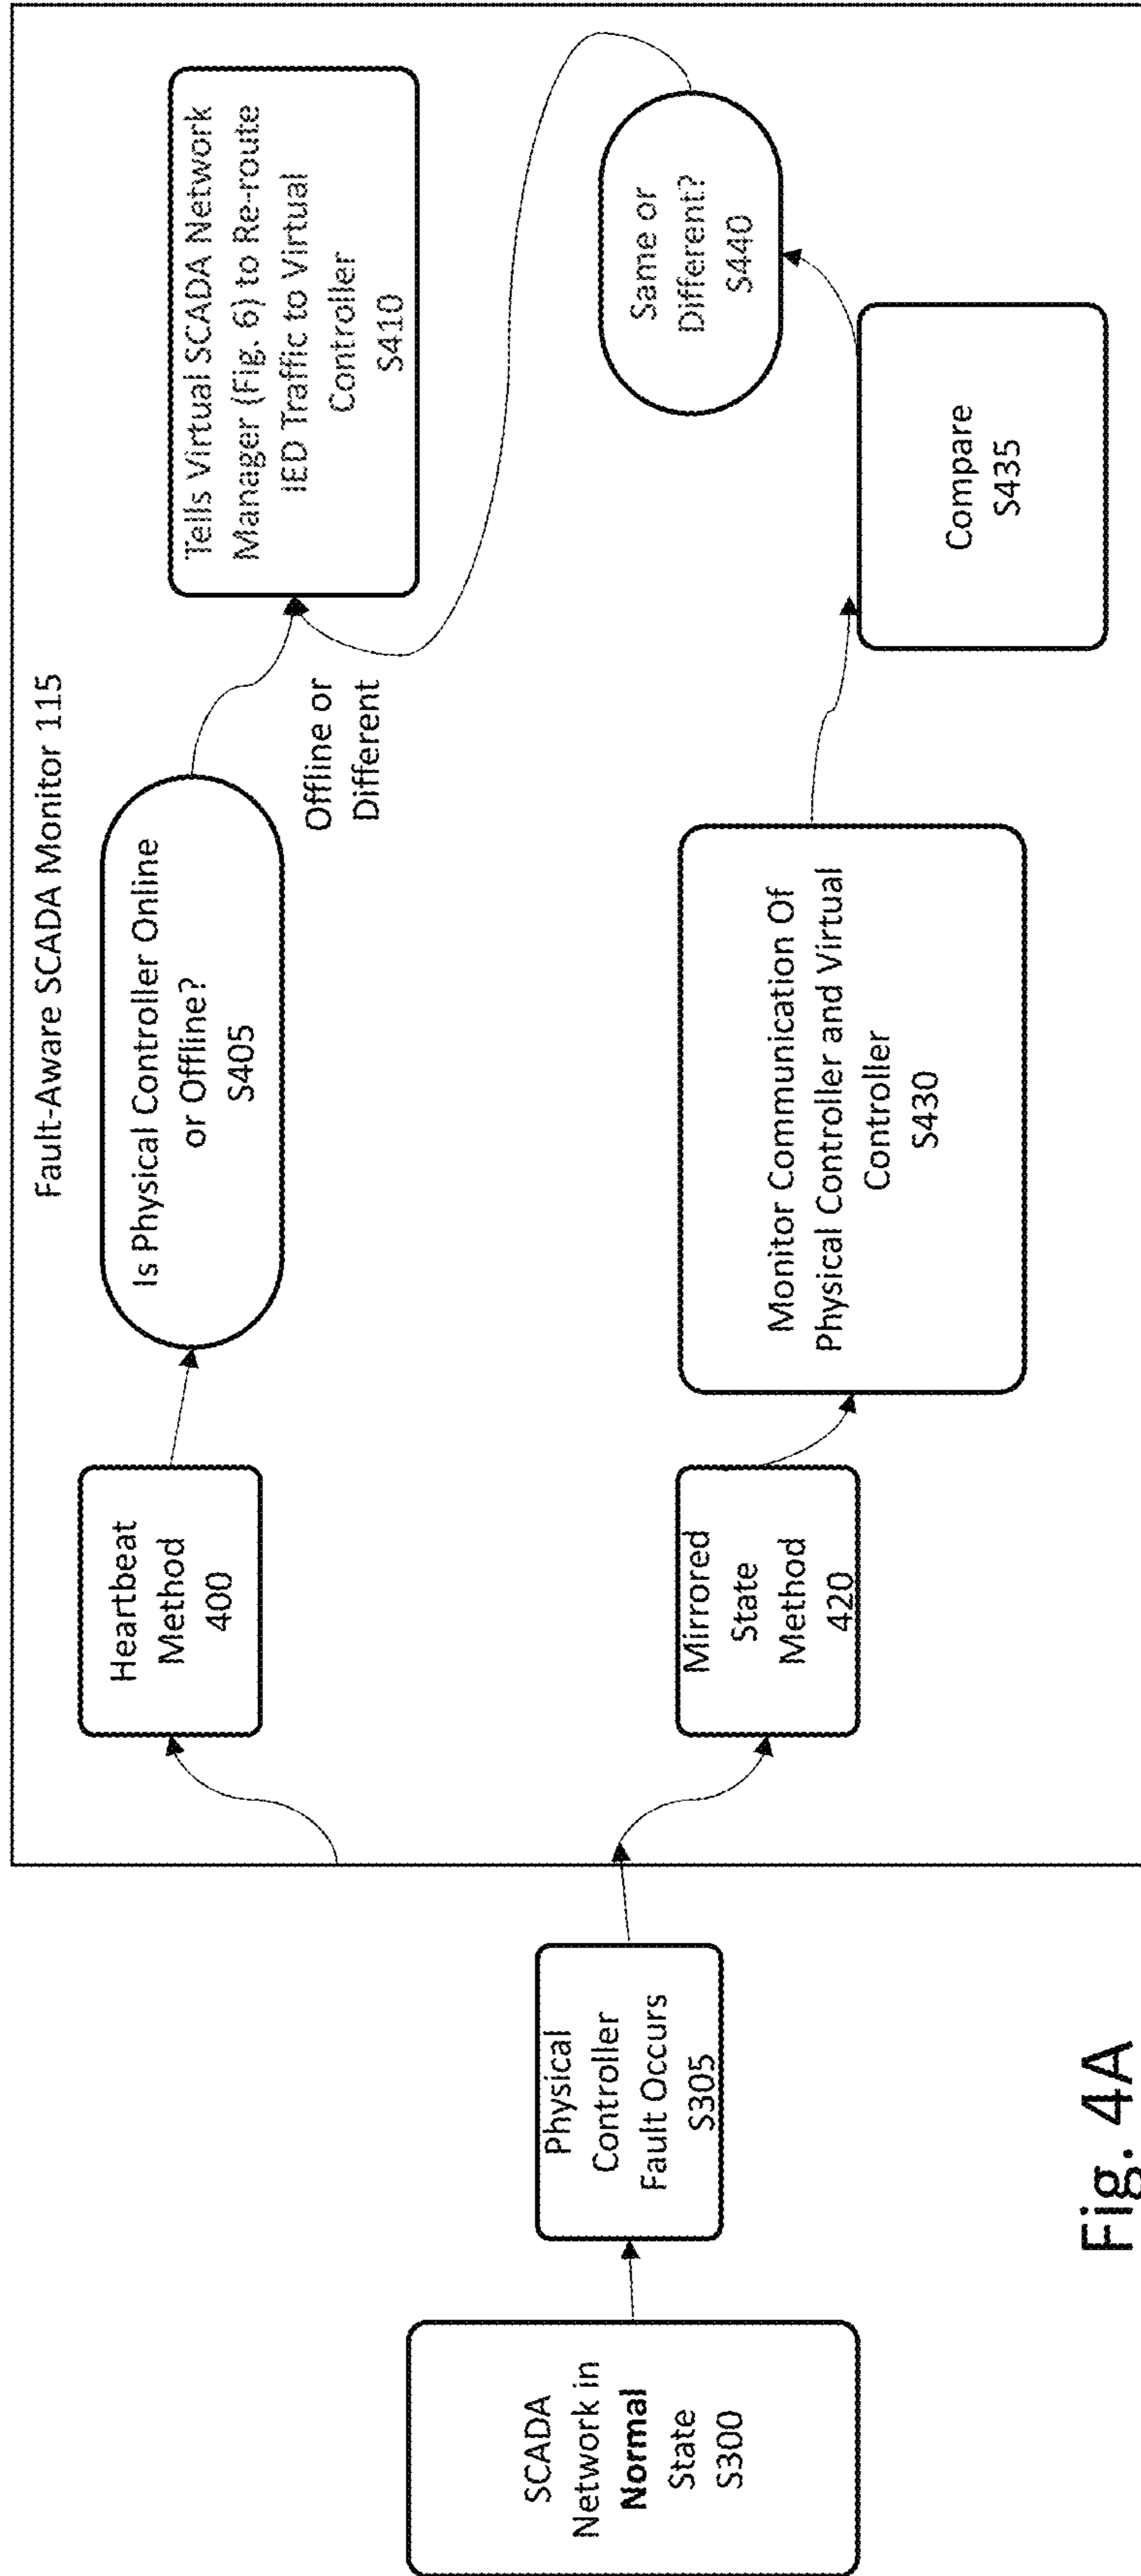 Fault-Aware SCADA Monitor 115
SCADA
Network in
Normal
State
S300
Physical
Controller
Fault Occurs
S305
Heartbeat
Method
400
Is Physical Controller Online
or Offline?
S405
Offline or
Different
Tells Virtual SCADA Network
Manager (Fig. 6) to Re-route
IED Traffic to Virtual
Controller
S410
Mirrored
State
Method
420
Monitor Communication Of
Physical Controller and Virtual
Controller
S430
Compare
S435
Same or
Different?
S440
Fig. 4A